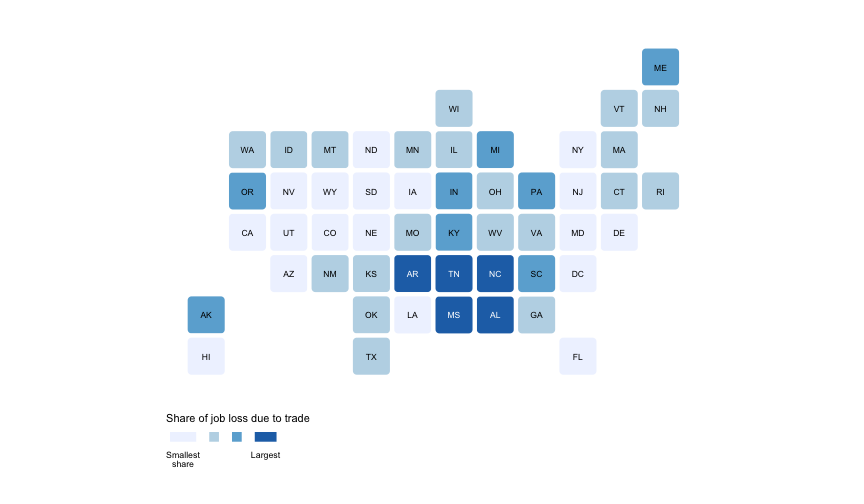 ME
WI VT NH
WA ID MT ND MN IL MI NY MA
OR NV WY SD IA IN OH PA NJ CT RI
CA UT CO NE MO KY WV VA MD DE
AZ NM KS AR TN NC SC DC
AK OK LA MS AL GA
HI TX FL
Share of job loss due to trade
Smallest Largest
share